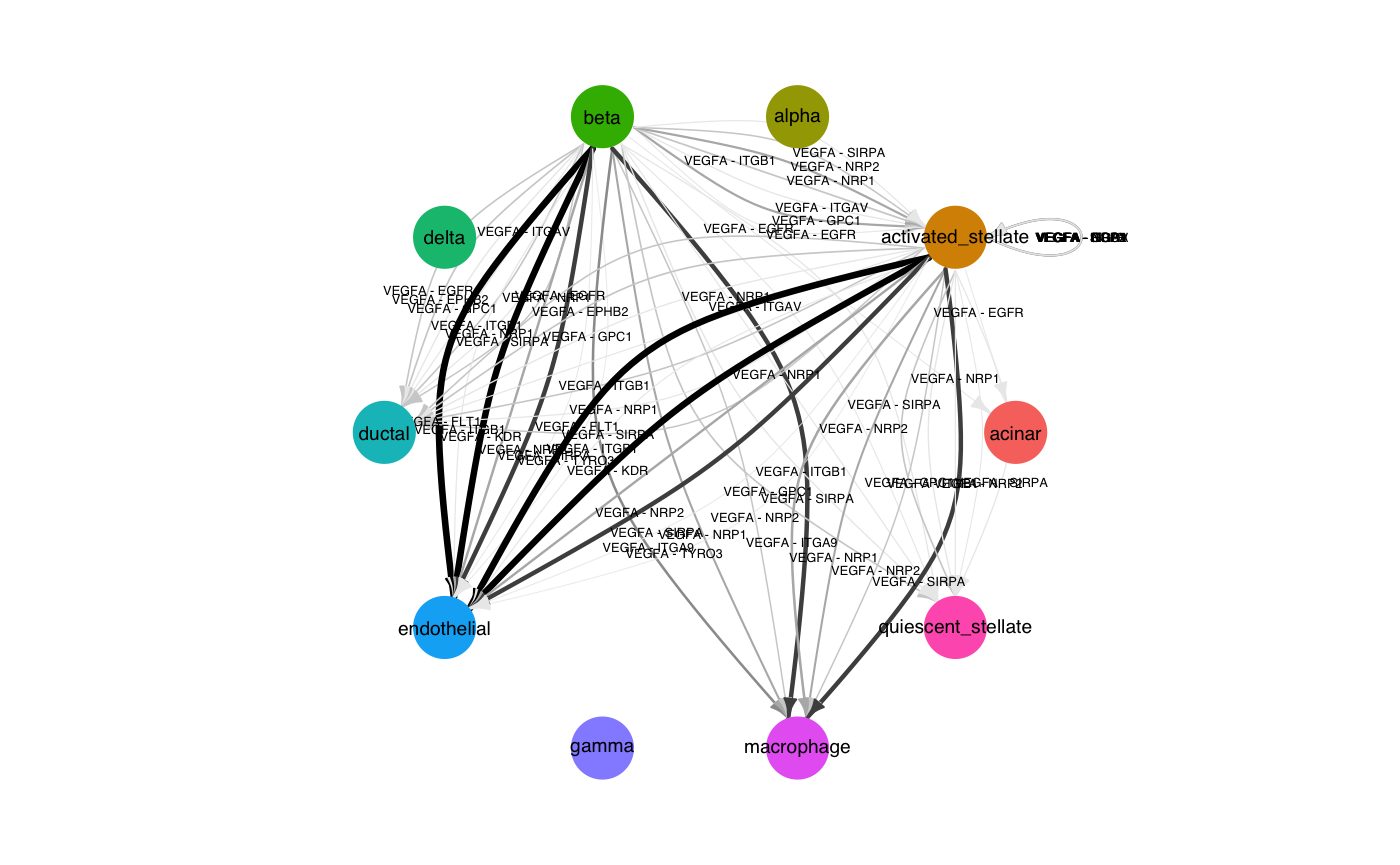 beta
alpha
VEGFA - SIRPA
VEGFA - ITGB1
VEGFA - NRP2
VEGFA - NRP1
VEGFA - ITGAV
VEGFA - GPC1
VEGFA - EGFR
VEGFA - EGFR
VEGFA - ITGAV
delta
activated_stellate
VEGFA - EGFR
VEGFA - EPHB2
VEGFA - GPC1
VEGFA - NRP1
VEGFA - EGFR
VEGFA - EPHB2
VEGFA - NRP1
VEGFA - ITGAV
VEGFA - EGFR
VEGFA - ITGB1
VEGFA - NRP1
VEGFA - SIRPA
VEGFA - GPC1
VEGFA - NRP1
VEGFA - NRP1
VEGFA - ITGB1
VEGFA - SIRPA
VEGFA - NRP1
VEGFA - FLT1
VEGFA - ITGB1
VEGFA - KDR
VEGFA - FLT1
VEGFA - SIRPA
VEGFA - NRP2
ductal
acinar
VEGFA - ITGB1
VEGFA - TYRO3
VEGFA - KDR
VEGFA - ITGB1
VEGFA - GPC1
VEGFA - SIRPA
VEGFA - NRP2
VEGFA - SIRPA
VEGFA - NRP2
VEGFA - NRP2
VEGFA - SIRPA
VEGFA - NRP1
VEGFA - ITGA9
VEGFA - TYRO3
VEGFA - ITGA9
VEGFA - NRP1
VEGFA - NRP2
VEGFA - SIRPA
endothelial
quiescent_stellate
gamma
macrophage